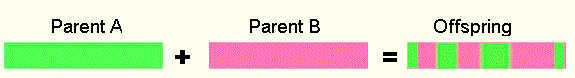 Parent A Parent B Offspring
+ =